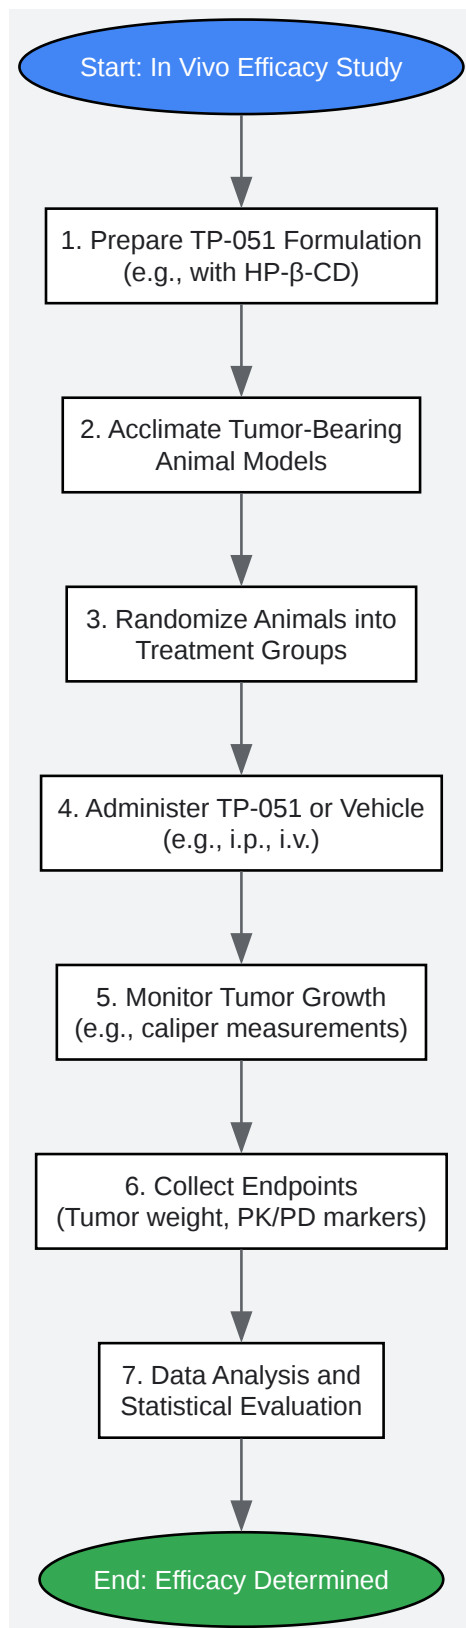 Start: In Vivo Efficacy Study
1. Prepare TP-051 Formulation
(e.g., with HP-β-CD)
2. Acclimate Tumor-Bearing
Animal Models
3. Randomize Animals into
Treatment Groups
4. Administer TP-051 or Vehicle
(e.g., i.p., i.v.)
5. Monitor Tumor Growth
(e.g., caliper measurements)
6. Collect Endpoints
(Tumor weight, PK/PD markers)
7. Data Analysis and
Statistical Evaluation
End: Efficacy Determined